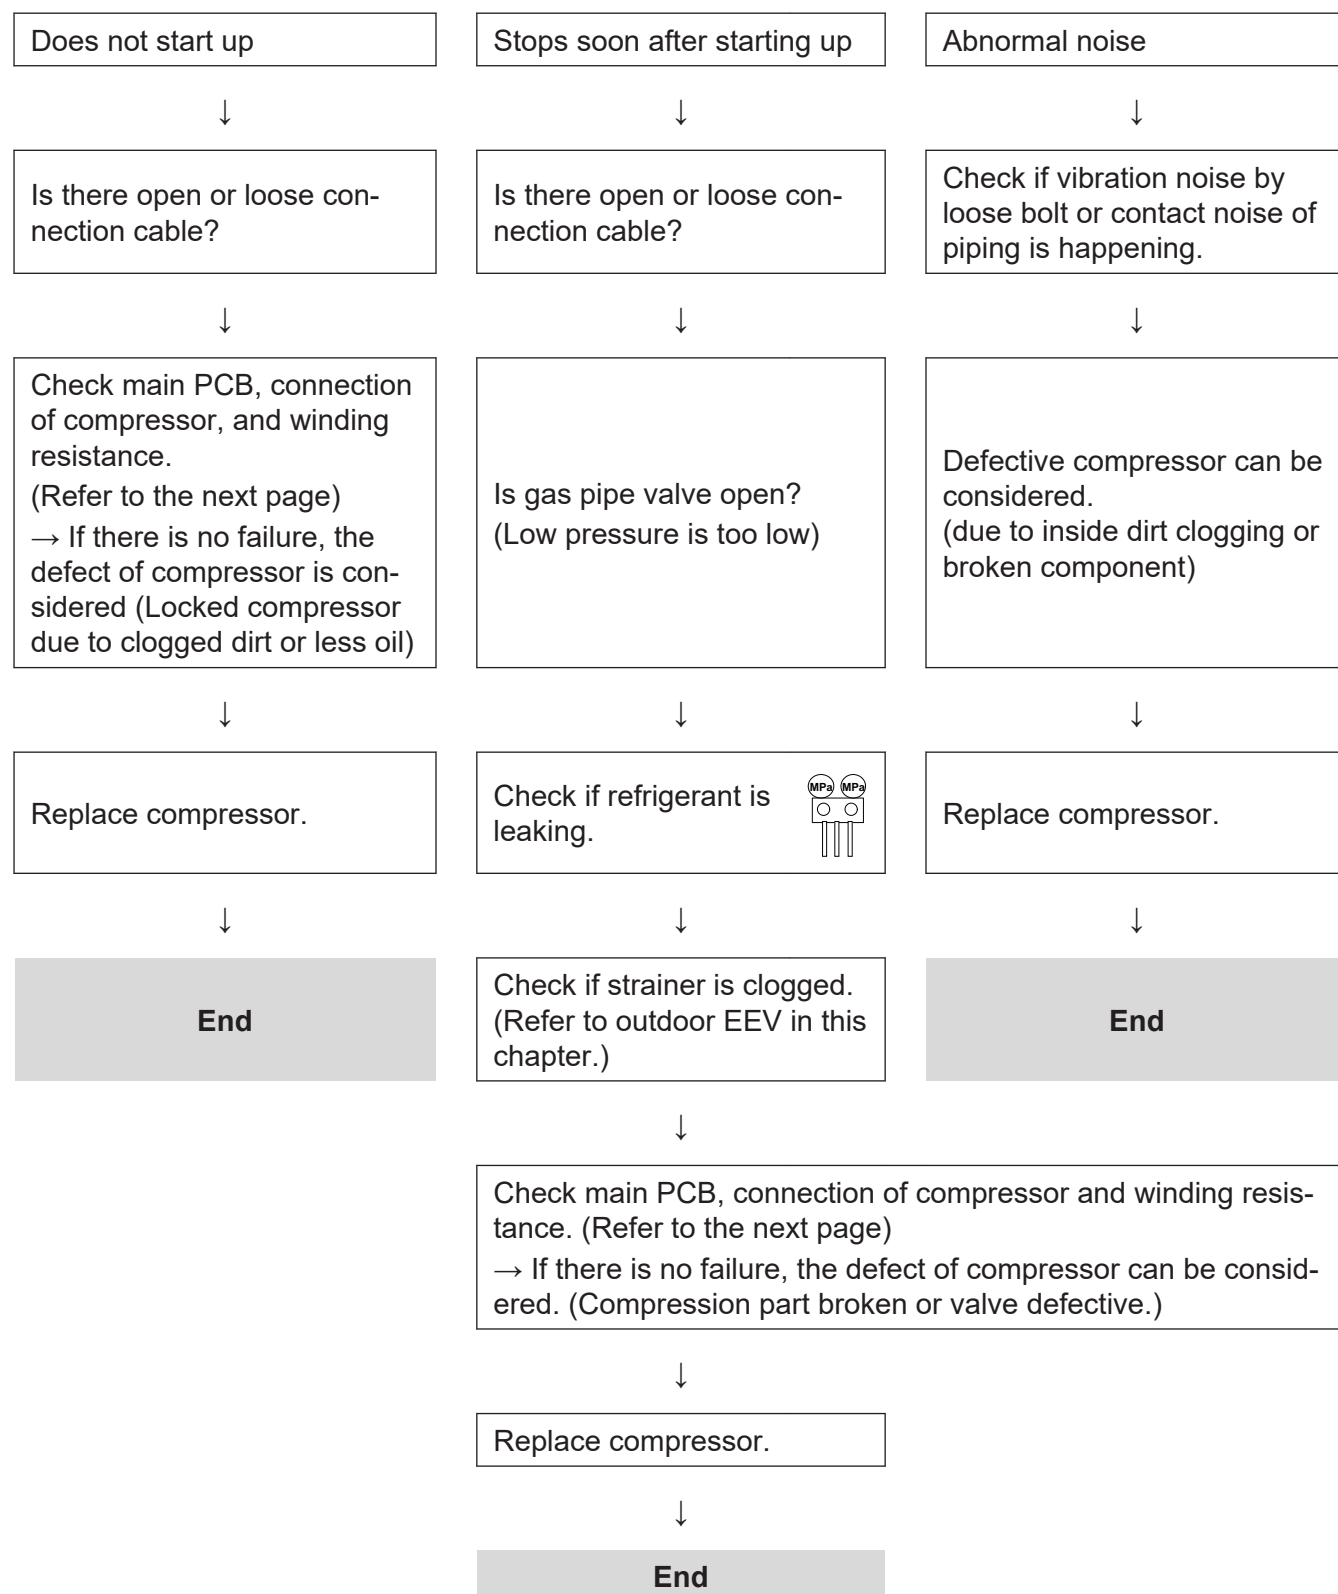 Does not start up
↓
Is there open or loose con-
nection cable?
↓
Check main PCB, connection
of compressor, and winding
resistance.
(Refer to the next page)
→ If there is no failure, the
defect of compressor is con-
sidered (Locked compressor
due to clogged dirt or less oil)
↓
Replace compressor.
↓
End
Stops soon after starting up
↓
Is there open or loose con-
nection cable?
↓
Is gas pipe valve open?
(Low pressure is too low)
↓
Check if refrigerant is
leaking.
MPa MPa
↓
Check if strainer is clogged.
(Refer to outdoor EEV in this
chapter.)
↓
Check main PCB, connection of compressor and winding resis-
tance. (Refer to the next page)
→ If there is no failure, the defect of compressor can be consid-
ered. (Compression part broken or valve defective.)
↓
Replace compressor.
↓
End
Abnormal noise
↓
Check if vibration noise by
loose bolt or contact noise of
piping is happening.
↓
Defective compressor can be
considered.
(due to inside dirt clogging or
broken component)
↓
Replace compressor.
↓
End